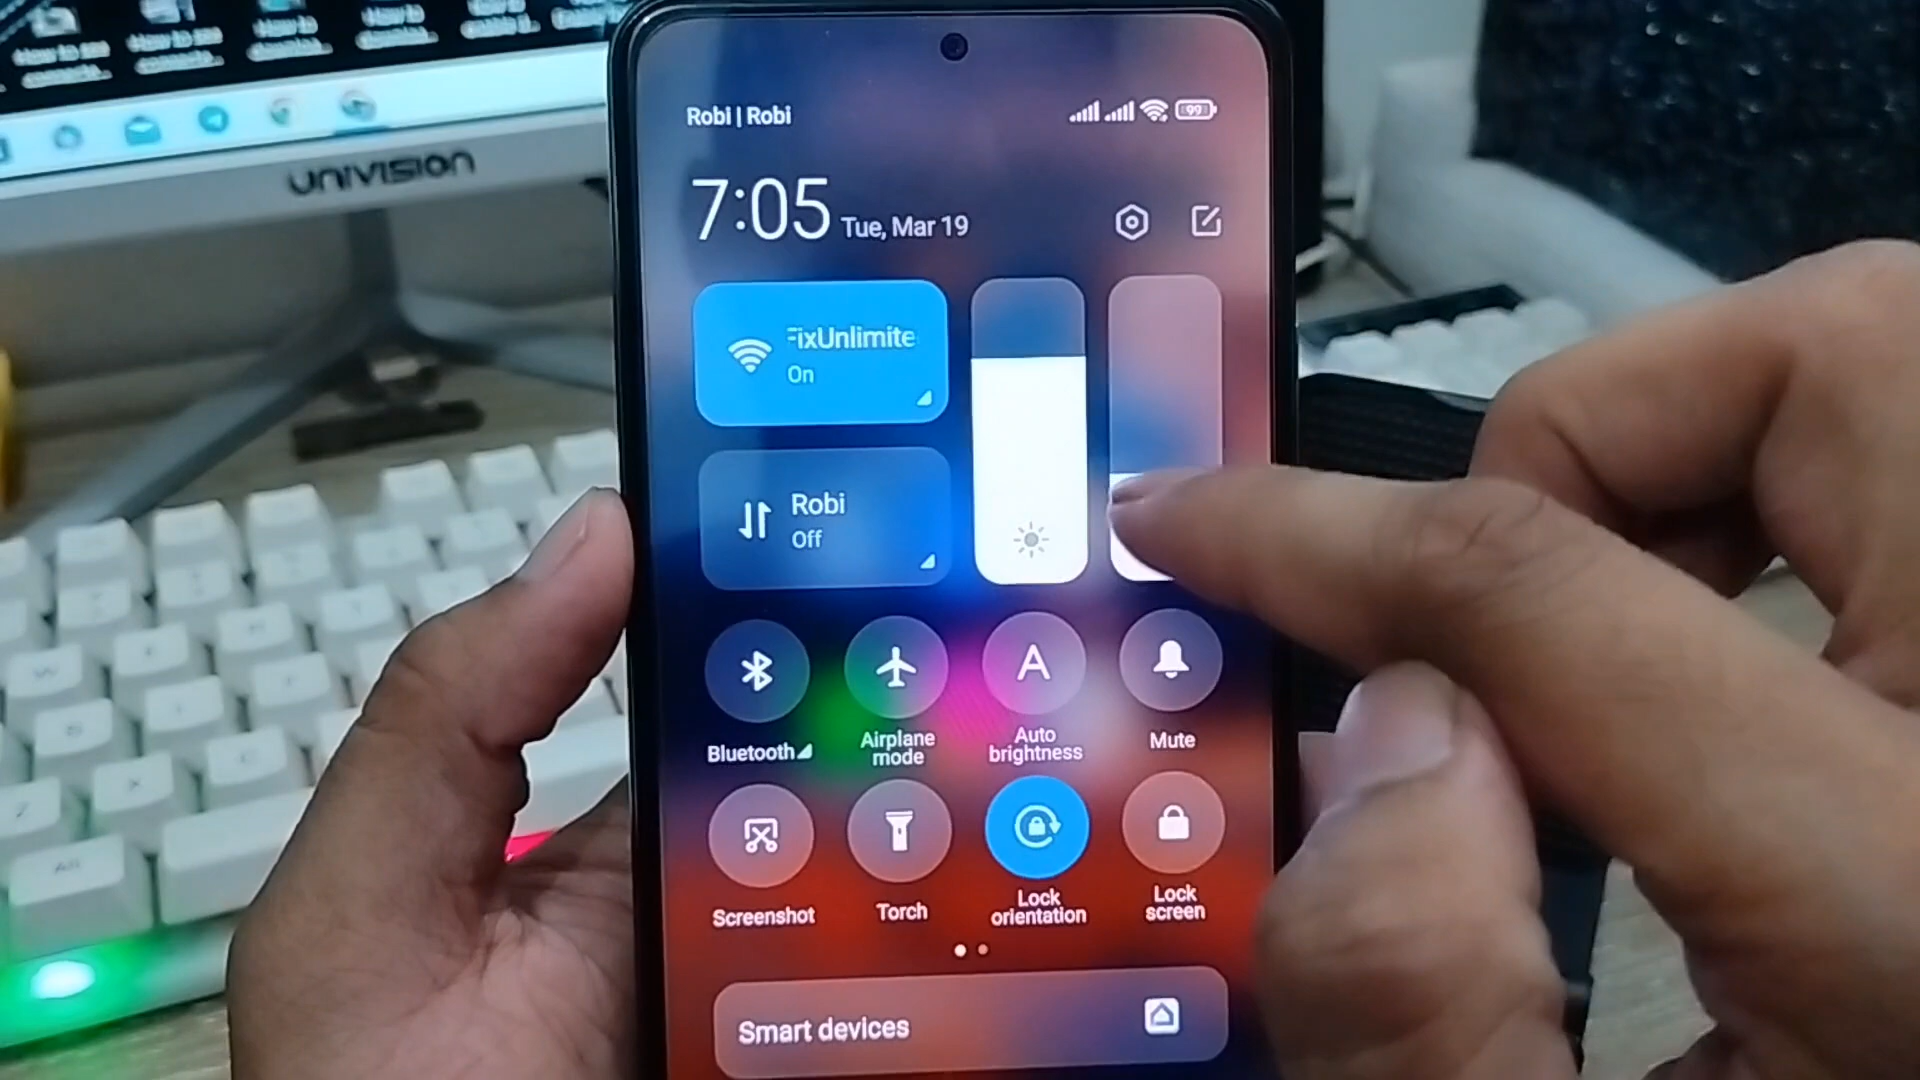 UNIVISION
Robi | Robi
99
7:05 Tue, Mar 19
FixUnlimite
On
Robi
Off
A
Bluetooth
Airplane
mode
Auto
brightness
Mute
Screenshot
Torch
Lock
orientation
Lock
screen
Smart devices